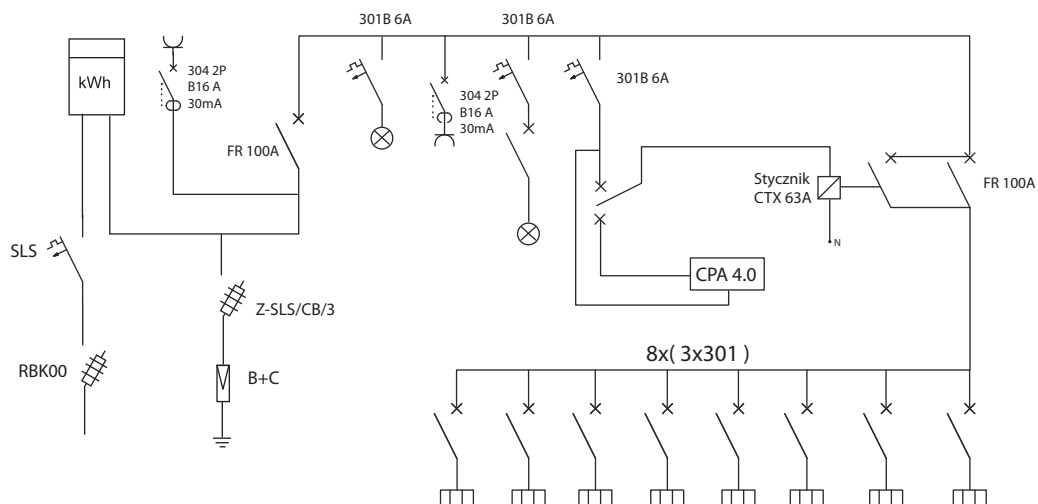 301B 6A
301B 6A
kWh
304 2P
B16 A
30mA
301B 6A
304 2P
B16 A
30mA
FR 100A
Stycznik
CTX 63A
FR 100A
N
SLS
CPA 4.0
Z-SLS/CB/3
8x( 3x301 )
RBK00
B+C